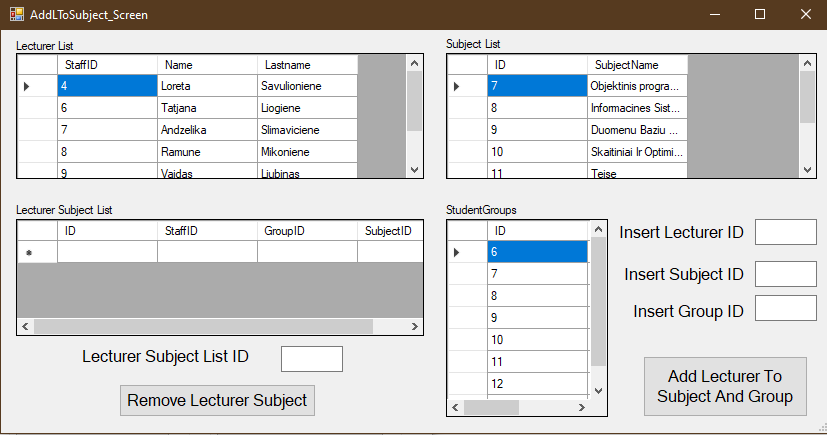 AddLToSubject_Screen
Lecturer List
StaffID Name Lastname
4 Loreta Savulioniene
6 Tatjana Liogiene
7 Andzelika Slimaviciene
8 Ramune Mikoniene
9 Vaidas Liubinas
Subject List
ID SubjectName
7 Objektinis progra...
8 Informacines Sist...
9 Duomenu Baziu ...
10 Skaitiniai Ir Optimi...
11 Teise
Lecturer Subject List
ID StaffID GroupID SubjectID
Lecturer Subject List ID
Remove Lecturer Subject
StudentGroups
ID
6
7
8
9
10
11
12
Insert Lecturer ID
Insert Subject ID
Insert Group ID
Add Lecturer To
Subject And Group